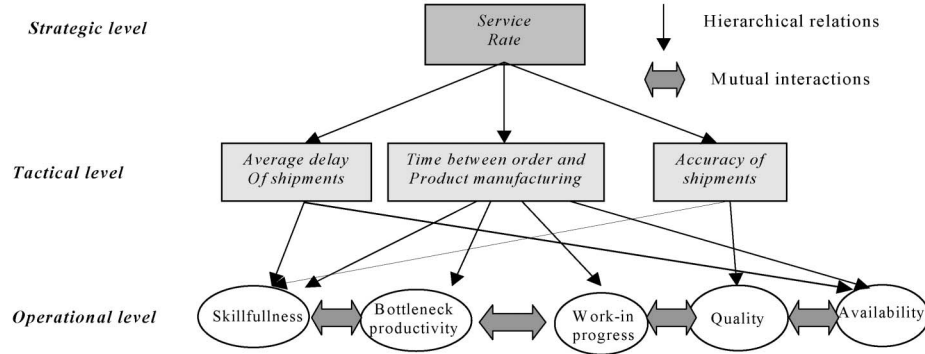 Strategic level
Service
Rate
Hierarchical relations
Mutual interactions
Tactical level
Average delay
Of shipments
Time between order and
Product manufacturing
Accuracy of
shipments
Operational level
Skillfullness
Bottleneck
productivity
Work-in
progress
Quality
Availability